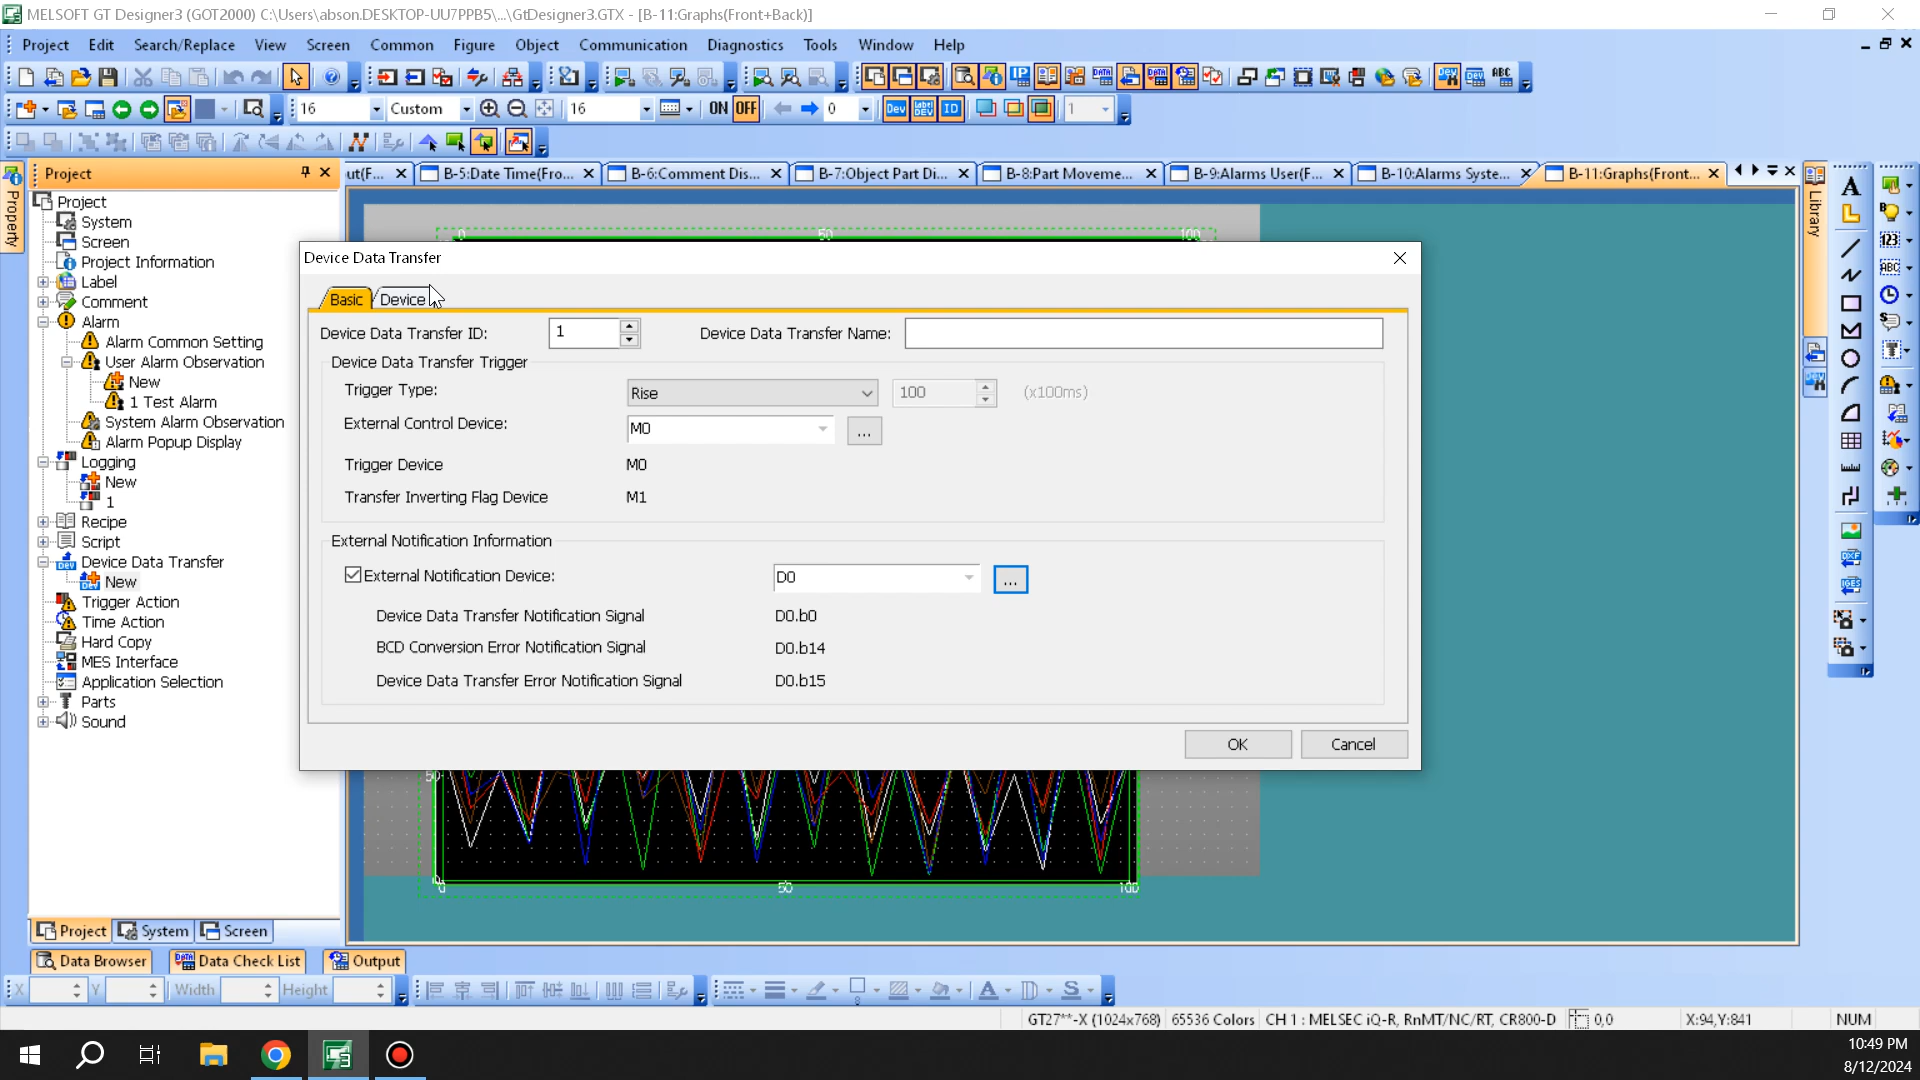 MELSOFT GT Designer3 (GOT2000) C:\Users\abson.DESKTOP-UU7PPB5\...\GtDesigner3.GTX - [B-11:Graphs(Front+Back)]
Project Edit Search/Replace View Screen Common Figure Object Communication Diagnostics Tools Window Help
16 Custom 16 ON OFF 0 Dev ID 1
Property
Project
ut(F... B-5:Date Time(Fro... B-6:Comment Dis... B-7:Object Part Di... B-8:Part Moveme... B-9:Alarms User(F... B-10:Alarms Syste... B-11:Graphs(Front...
Library
Project
System
Screen
Project Information
Label
Comment
Alarm
Alarm Common Setting
User Alarm Observation
New
1 Test Alarm
System Alarm Observation
Alarm Popup Display
Logging
New
1
Recipe
Script
Device Data Transfer
New
Trigger Action
Time Action
Hard Copy
MES Interface
Application Selection
Parts
Sound
0 50 100
Device Data Transfer
Basic Device
Device Data Transfer ID: 1 Device Data Transfer Name:
Device Data Transfer Trigger
Trigger Type: Rise 100 (x100ms)
External Control Device: M0 ...
Trigger Device M0
Transfer Inverting Flag Device M1
External Notification Information
External Notification Device: D0 ...
Device Data Transfer Notification Signal D0.b0
BCD Conversion Error Notification Signal D0.b14
Device Data Transfer Error Notification Signal D0.b15
OK Cancel
50
0
0 50 100
Project System Screen
Data Browser Data Check List Output
X Y Width Height
GT27**-X (1024x768) 65536 Colors CH 1 : MELSEC iQ-R, RnMT/NC/RT, CR800-D 0,0 X:94,Y:841 NUM
10:49 PM
8/12/2024